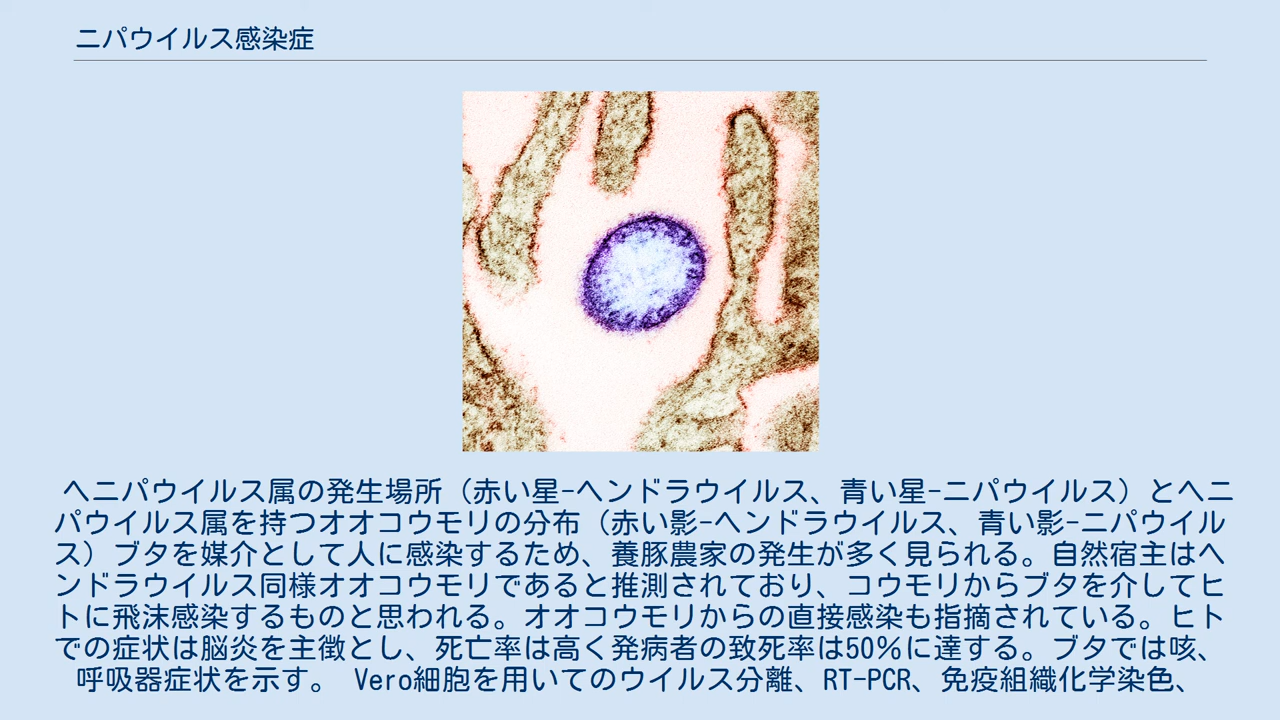 ニパウイルス感染症
ヘニパウイルス属の発生場所（赤い星-ヘンドラウイルス、青い星-ニパウイルス）とヘニ
パウイルス属を持つオオコウモリの分布（赤い影-ヘンドラウイルス、青い影-ニパウイル
ス）ブタを媒介として人に感染するため、養豚農家の発生が多く見られる。自然宿主はヘ
ンドラウイルス同様オオコウモリであると推測されており、コウモリからブタを介してヒ
トに飛沫感染するものと思われる。オオコウモリからの直接感染も指摘されている。ヒト
での症状は脳炎を主徴とし、死亡率は高く発病者の致死率は50%に達する。ブタでは咳、
呼吸器症状を示す。 Vero細胞を用いてのウイルス分離、RT-PCR、免疫組織化学染色、